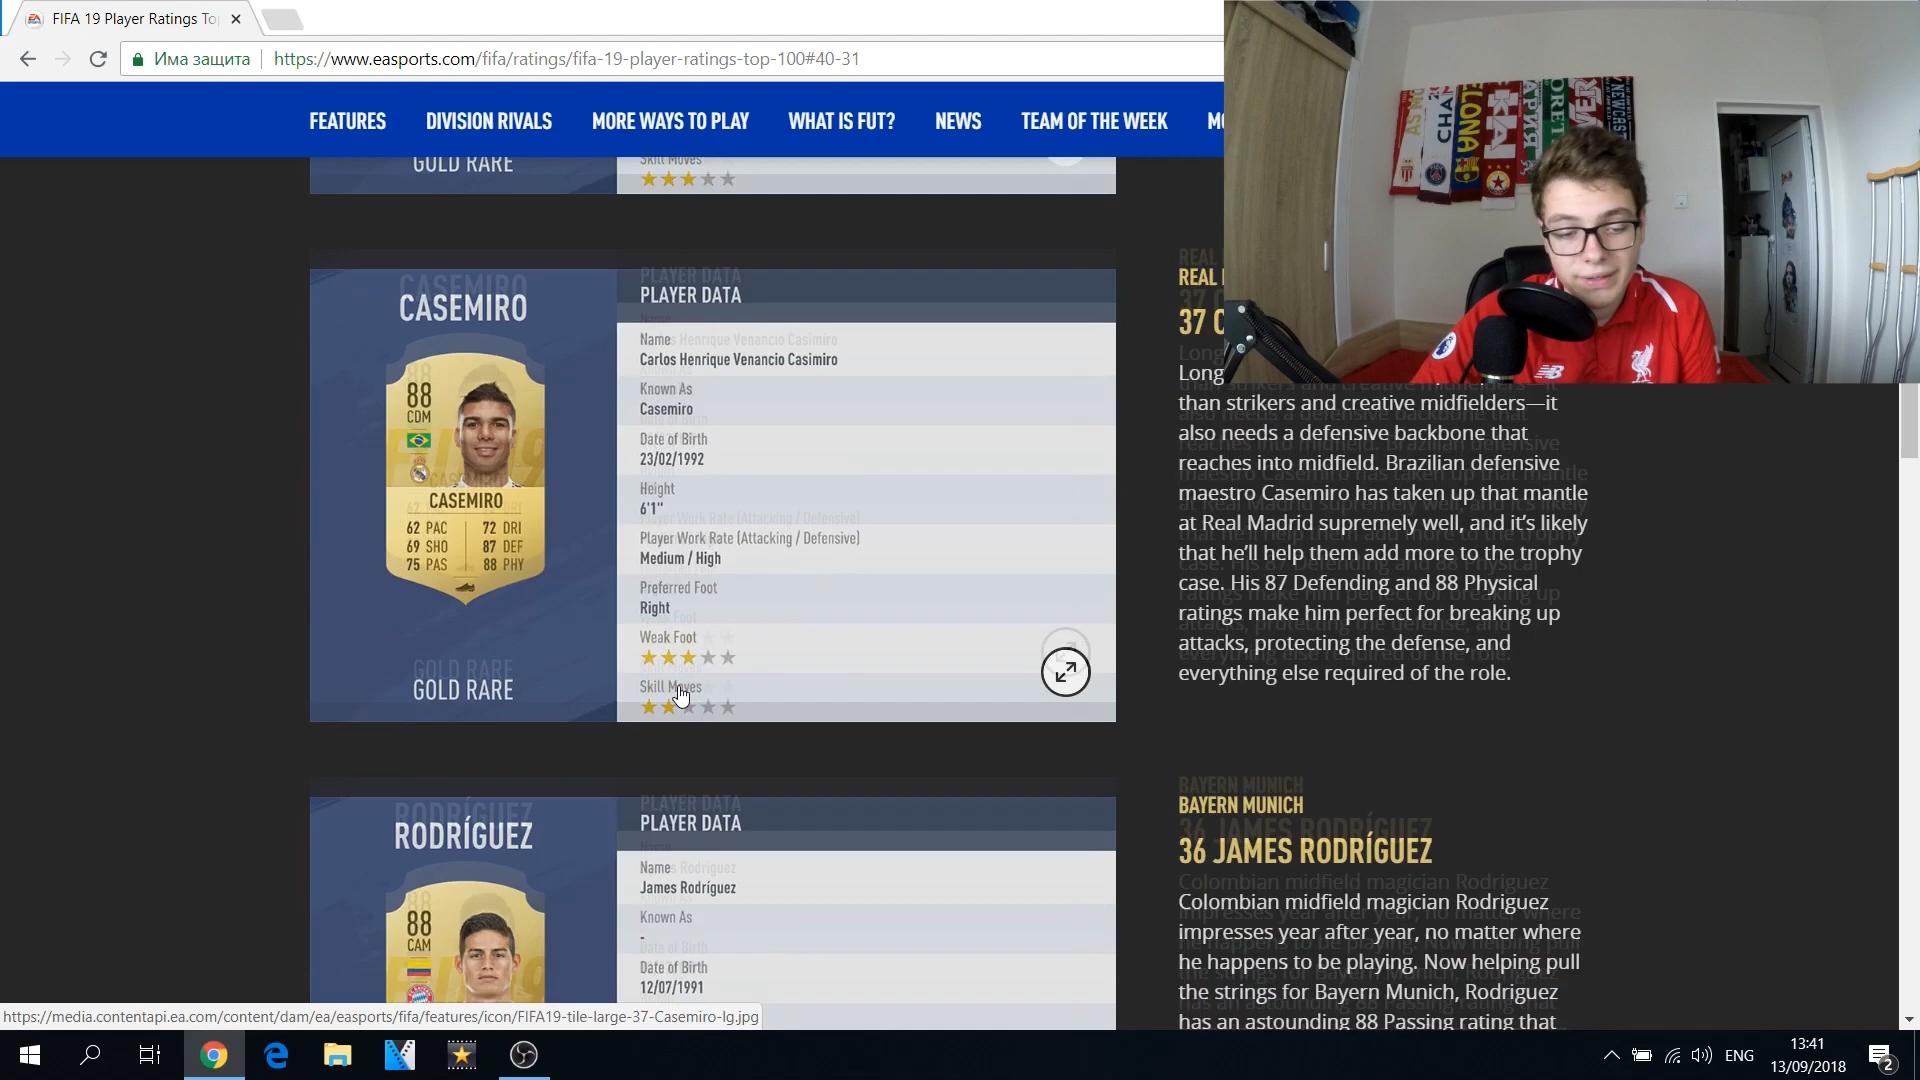 FIFA 19 Player Ratings To
Има защита
https://www.easports.com/fifa/ratings/fifa-19-player-ratings-top-100#40-31
FEATURES
DIVISION RIVALS
MORE WAYS TO PLAY
WHAT IS FUT?
NEWS
TEAM OF THE WEEK
GOLD RARE
Skill Moves
CASEMIRO
88
CDM
CASEMIRO
62 PAC
72 DRI
69 SHO
87 DEF
75 PAS
88 PHY
GOLD RARE
PLAYER DATA
Name
Carlos Henrique Venancio Casimiro
Known As
Casemiro
Date of Birth
23/02/1992
Height
6'1"
Player Work Rate (Attacking / Defensive)
Medium / High
Preferred Foot
Right
Weak Foot
Skill Moves
REAL
37 C
Long
than strikers and creative midfielders—it
also needs a defensive backbone that
reaches into midfield. Brazilian defensive
maestro Casemiro has taken up that mantle
at Real Madrid supremely well, and it's likely
that he'll help them add more to the trophy
case. His 87 Defending and 88 Physical
ratings make him perfect for breaking up
attacks, protecting the defense, and
everything else required of the role.
RODRÍGUEZ
88
CAM
PLAYER DATA
Name
James Rodríguez
Known As
-
Date of Birth
12/07/1991
BAYERN MUNICH
36 JAMES RODRÍGUEZ
Colombian midfield magician Rodriguez
impresses year after year, no matter where
he happens to be playing. Now helping pull
the strings for Bayern Munich, Rodriguez
has an astounding 88 Passing rating that
https://media.contentapi.ea.com/content/dam/ea/easports/fifa/features/icon/FIFA19-tile-large-37-Casemiro-lg.jpg
ENG
13:41
13/09/2018
2
NEWCAST
CHA
ELONA
NB